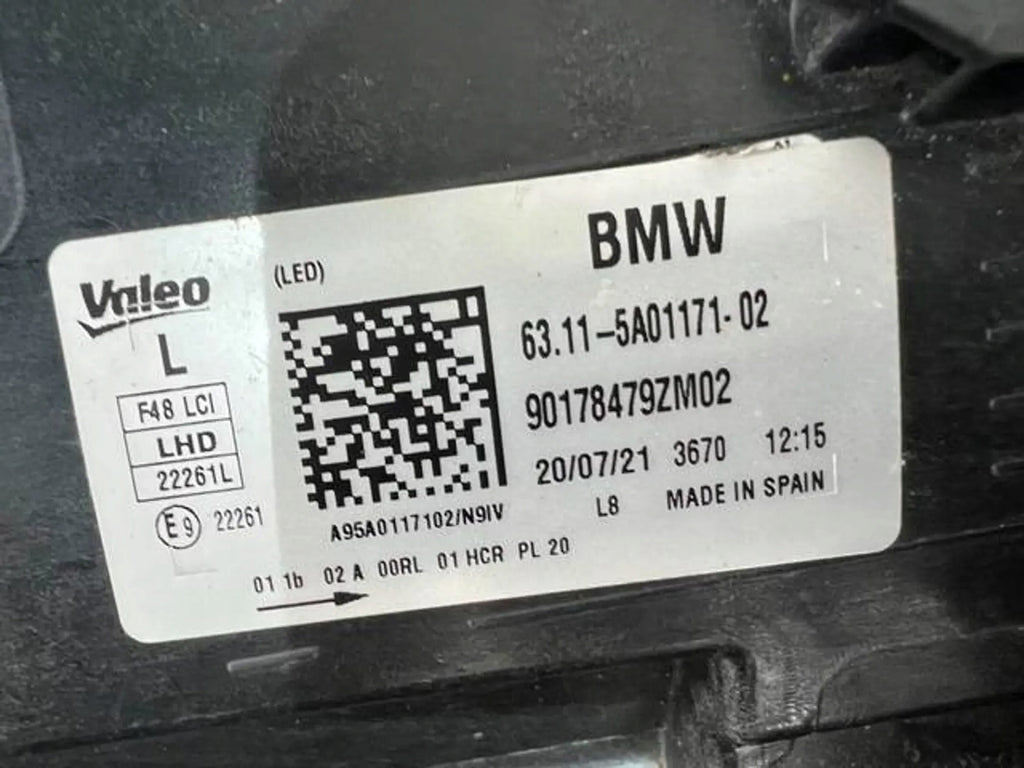 Valeo
(LED)
BMW
L
F48 LCI
LHD
22261L
E9 22261
63.11-5A01171-02
90178479ZM02
20/07/21 3670 12:15
L8 MADE IN SPAIN
A95A0117102/N9IV
01 1b 02 A 00RL 01 HCR PL 20